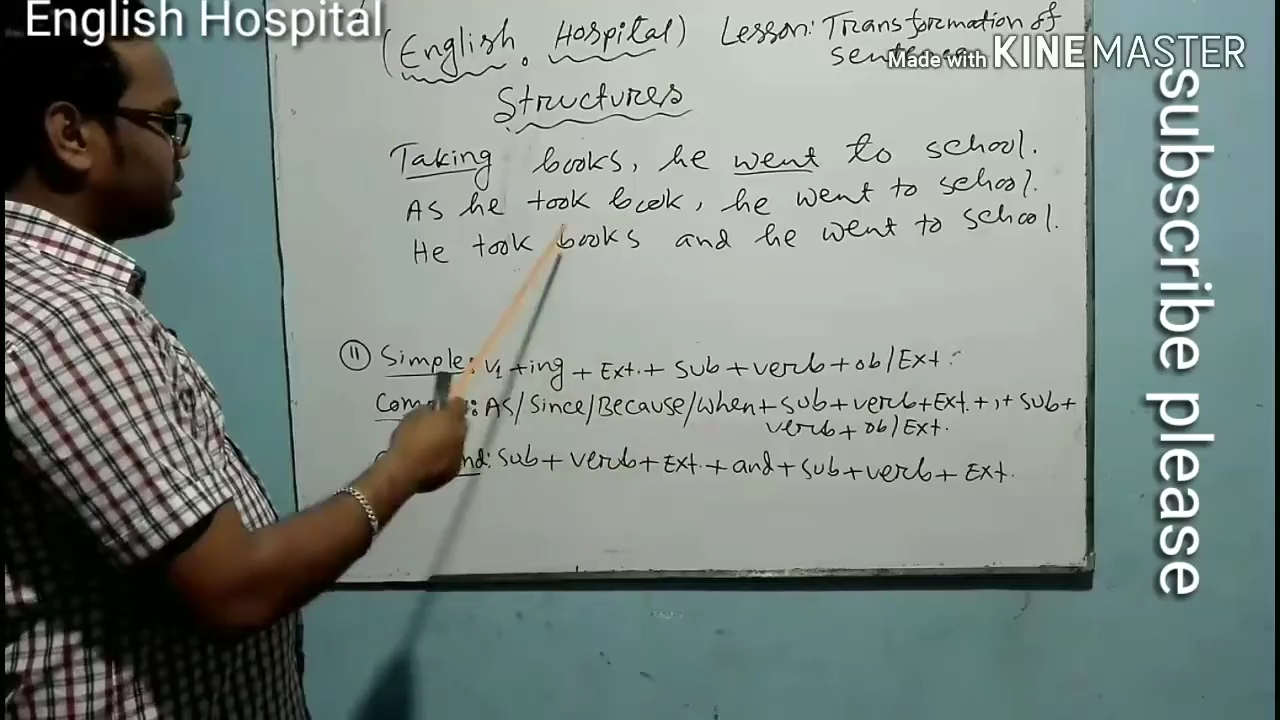 English Hospital
(English Hospital) Lesson: Transformation of
Made with KINEMASTER
Structures
Taking books, he went to school.
As he took book, he went to school.
He took books and he went to school.
11 Simple: V1 + ing + Ext. + Sub + verb + ob/Ext.
: AS/Since/Because/When + sub + verb + Ext. + , + sub +
verb + ob/Ext.
nd: Sub + verb + Ext. + and + sub + verb + Ext.
subscribe please